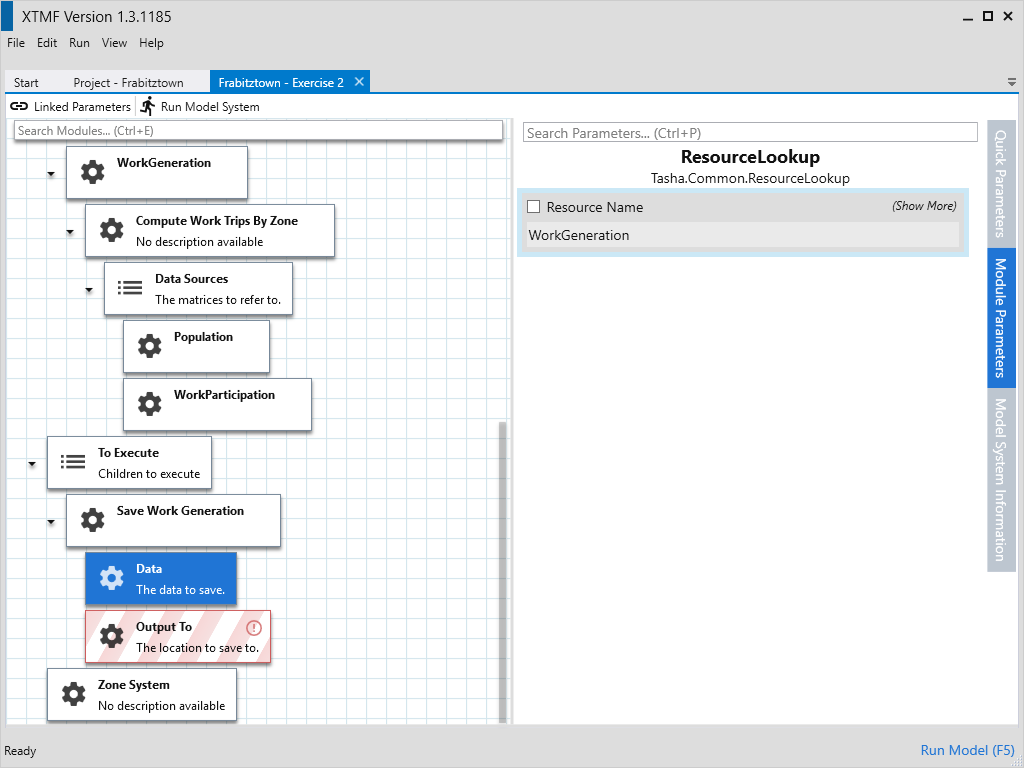 XTMF Version 1.3.1185
File Edit Run View Help
Start Project - Frabitztown Frabitztown - Exercise 2
Linked Parameters Run Model System
Search Modules... (Ctrl+E)
WorkGeneration
Compute Work Trips By Zone
No description available
Data Sources
The matrices to refer to.
Population
WorkParticipation
To Execute
Children to execute
Save Work Generation
Data
The data to save.
Output To
The location to save to.
Zone System
No description available
Search Parameters... (Ctrl+P)
ResourceLookup
Tasha.Common.ResourceLookup
Resource Name (Show More)
WorkGeneration
Quick Parameters
Module Parameters
Model System Information
Ready Run Model (F5)